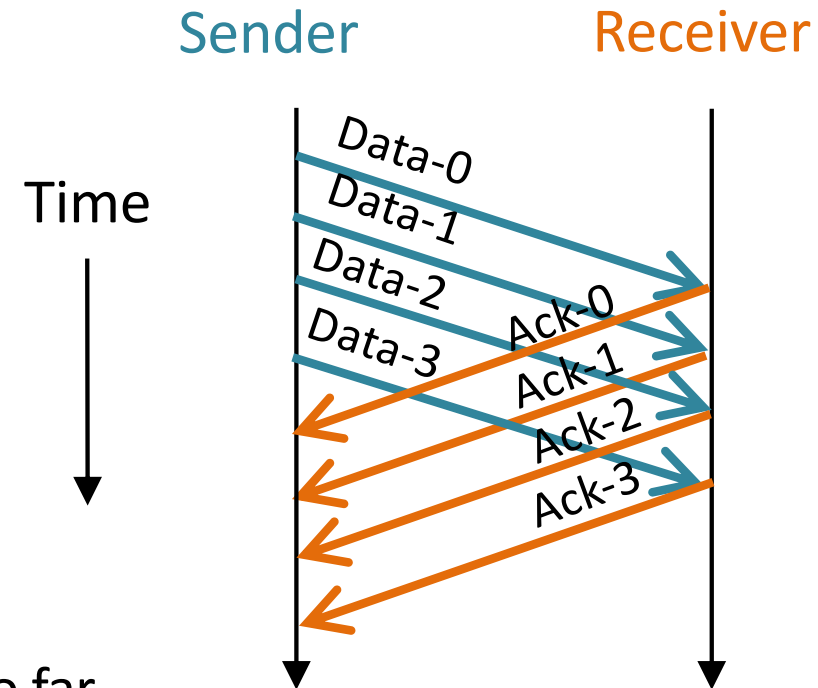 Sender
Receiver
Time
Data-0
Data-1
Data-2
Data-3
Ack-0
Ack-1
Ack-2
Ack-3
far